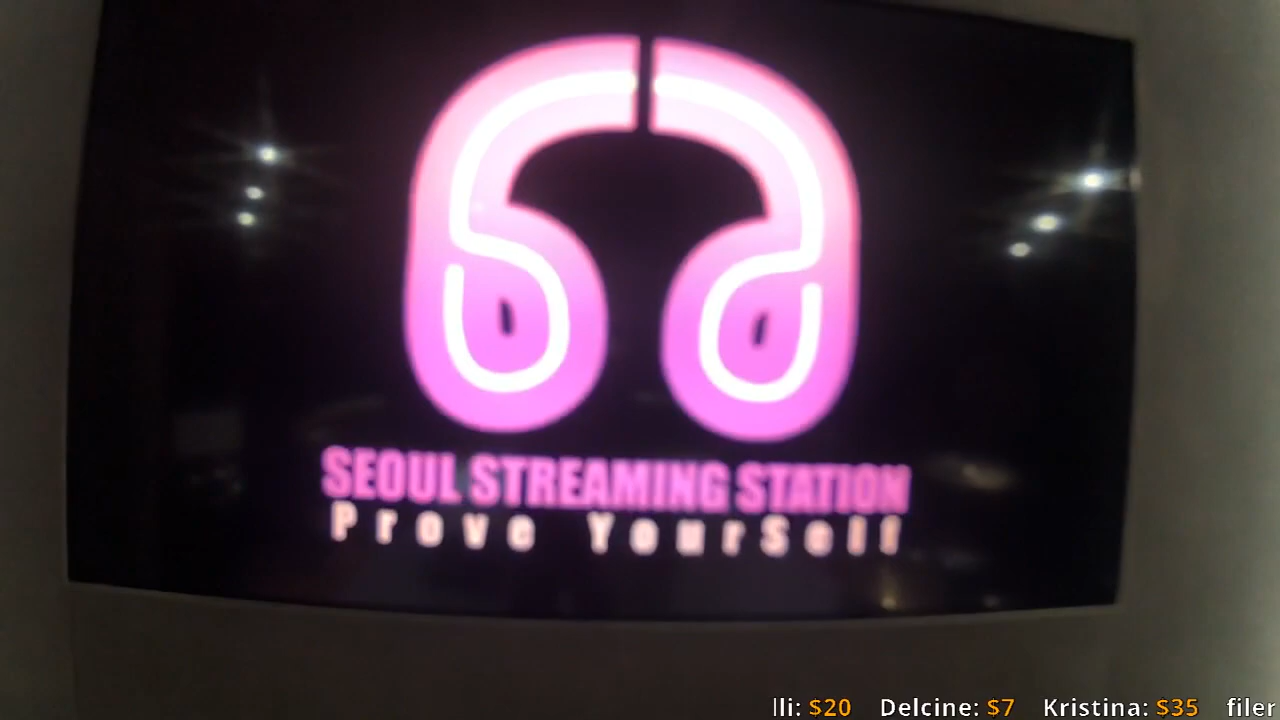 SEOUL STREAMING STATION
Prove YourSelf
lli: $20 Delcine: $7 Kristina: $35 filer